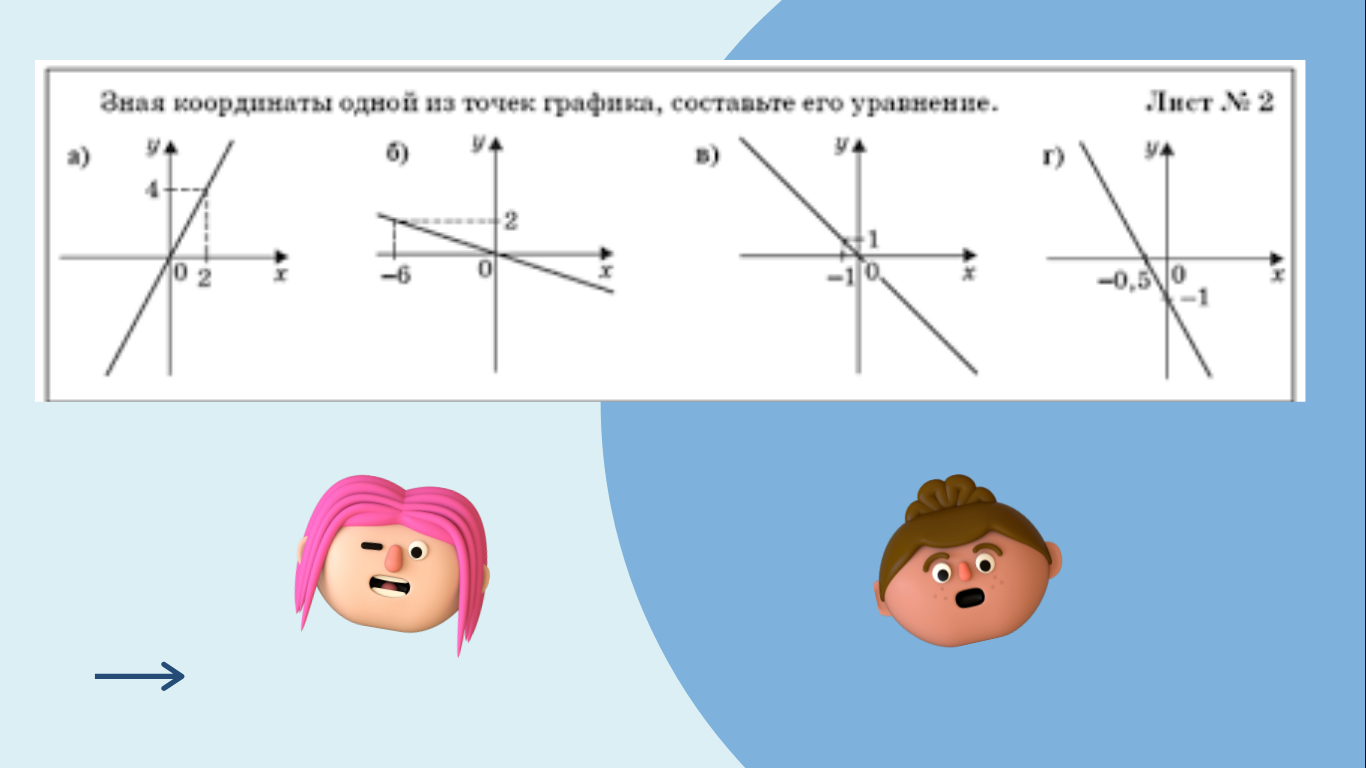 Зная координаты одной из точек графика, составьте его уравнение. Лист № 2
а) y 4 0 2 x
б) y 2 −6 0 x
в) y 1 −1 0 x
г) y −0,5 0 −1 x